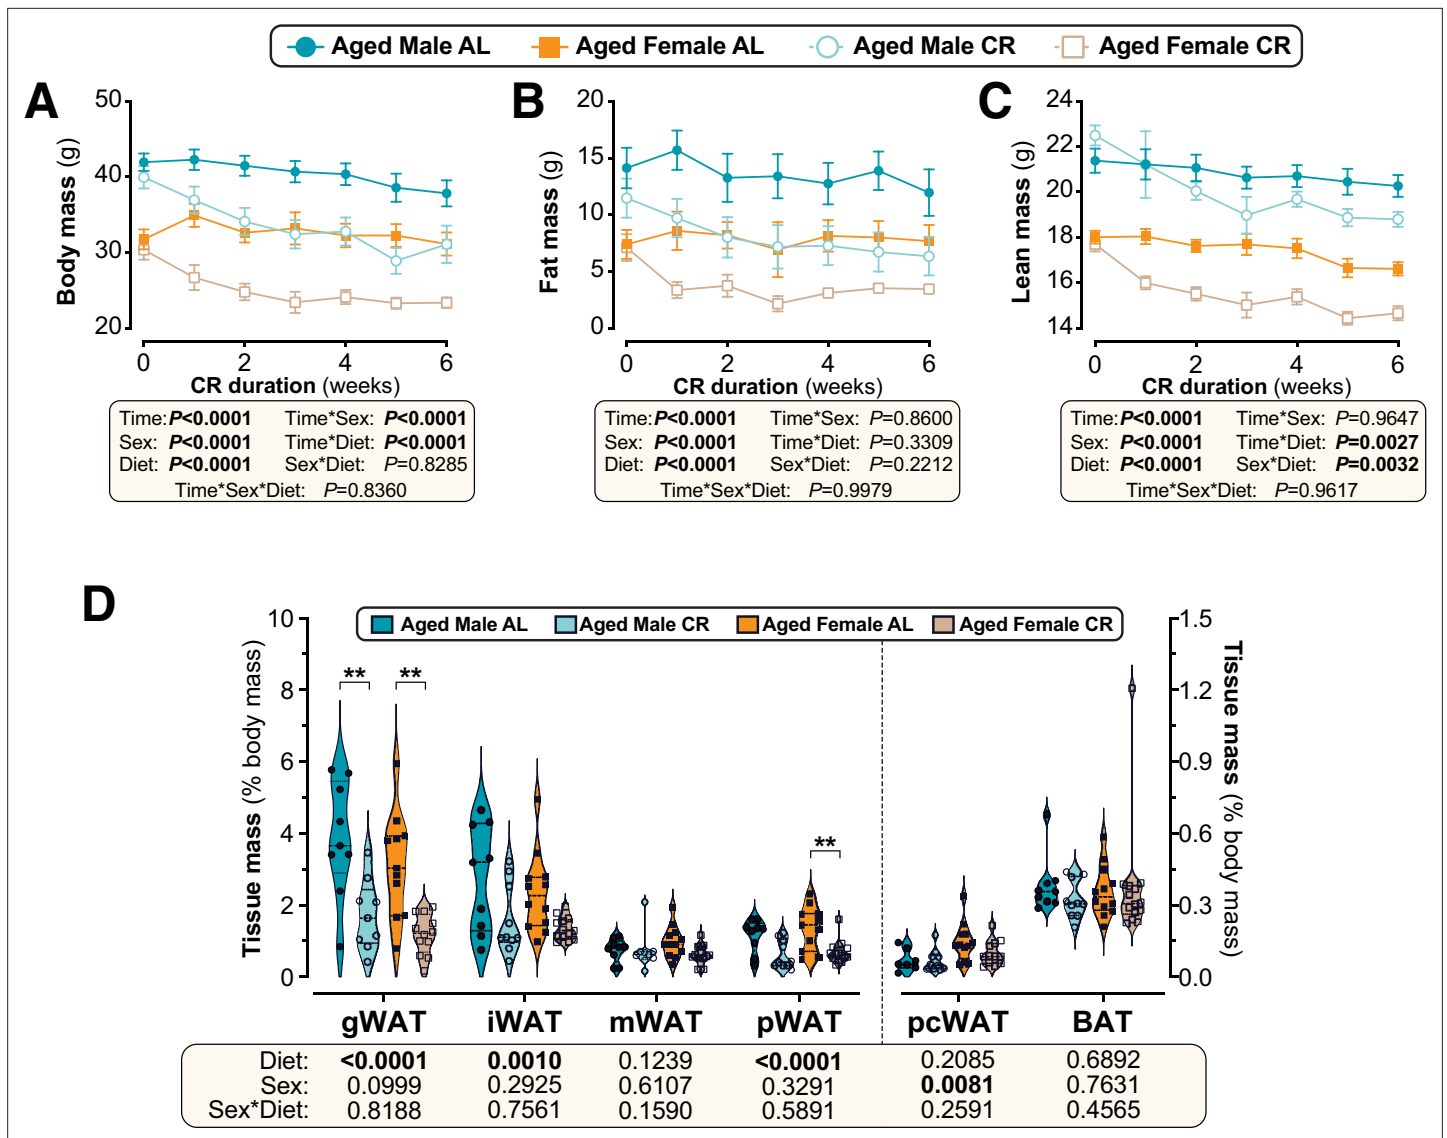 Aged Male AL Aged Female AL Aged Male CR Aged Female CR
A
Body mass (g)
50
40
30
20
0 2 4 6
CR duration (weeks)
Time: P<0.0001 Time*Sex: P<0.0001
Sex: P<0.0001 Time*Diet: P<0.0001
Diet: P<0.0001 Sex*Diet: P=0.8285
Time*Sex*Diet: P=0.8360
B
Fat mass (g)
20
15
10
5
0
0 2 4 6
CR duration (weeks)
Time: P<0.0001 Time*Sex: P=0.8600
Sex: P<0.0001 Time*Diet: P=0.3309
Diet: P<0.0001 Sex*Diet: P=0.2212
Time*Sex*Diet: P=0.9979
C
Lean mass (g)
24
22
20
18
16
14
0 2 4 6
CR duration (weeks)
Time: P<0.0001 Time*Sex: P=0.9647
Sex: P<0.0001 Time*Diet: P=0.0027
Diet: P<0.0001 Sex*Diet: P=0.0032
Time*Sex*Diet: P=0.9617
D
Aged Male AL Aged Male CR Aged Female AL Aged Female CR
Tissue mass (% body mass)
10
8
6
4
2
0
** **
**
1.5
1.2
0.9
0.6
0.3
0.0
Tissue mass (% body mass)
gWAT iWAT mWAT pWAT pcWAT BAT
Diet: <0.0001 0.0010 0.1239 <0.0001 0.2085 0.6892
Sex: 0.0999 0.2925 0.6107 0.3291 0.0081 0.7631
Sex*Diet: 0.8188 0.7561 0.1590 0.5891 0.2591 0.4565